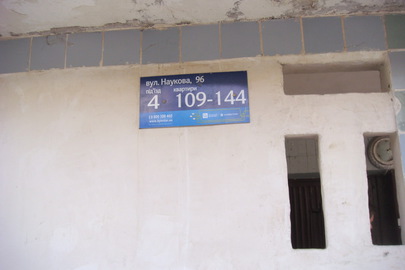 вул. Наукова, 96
під'їзд квартири
4 109-144